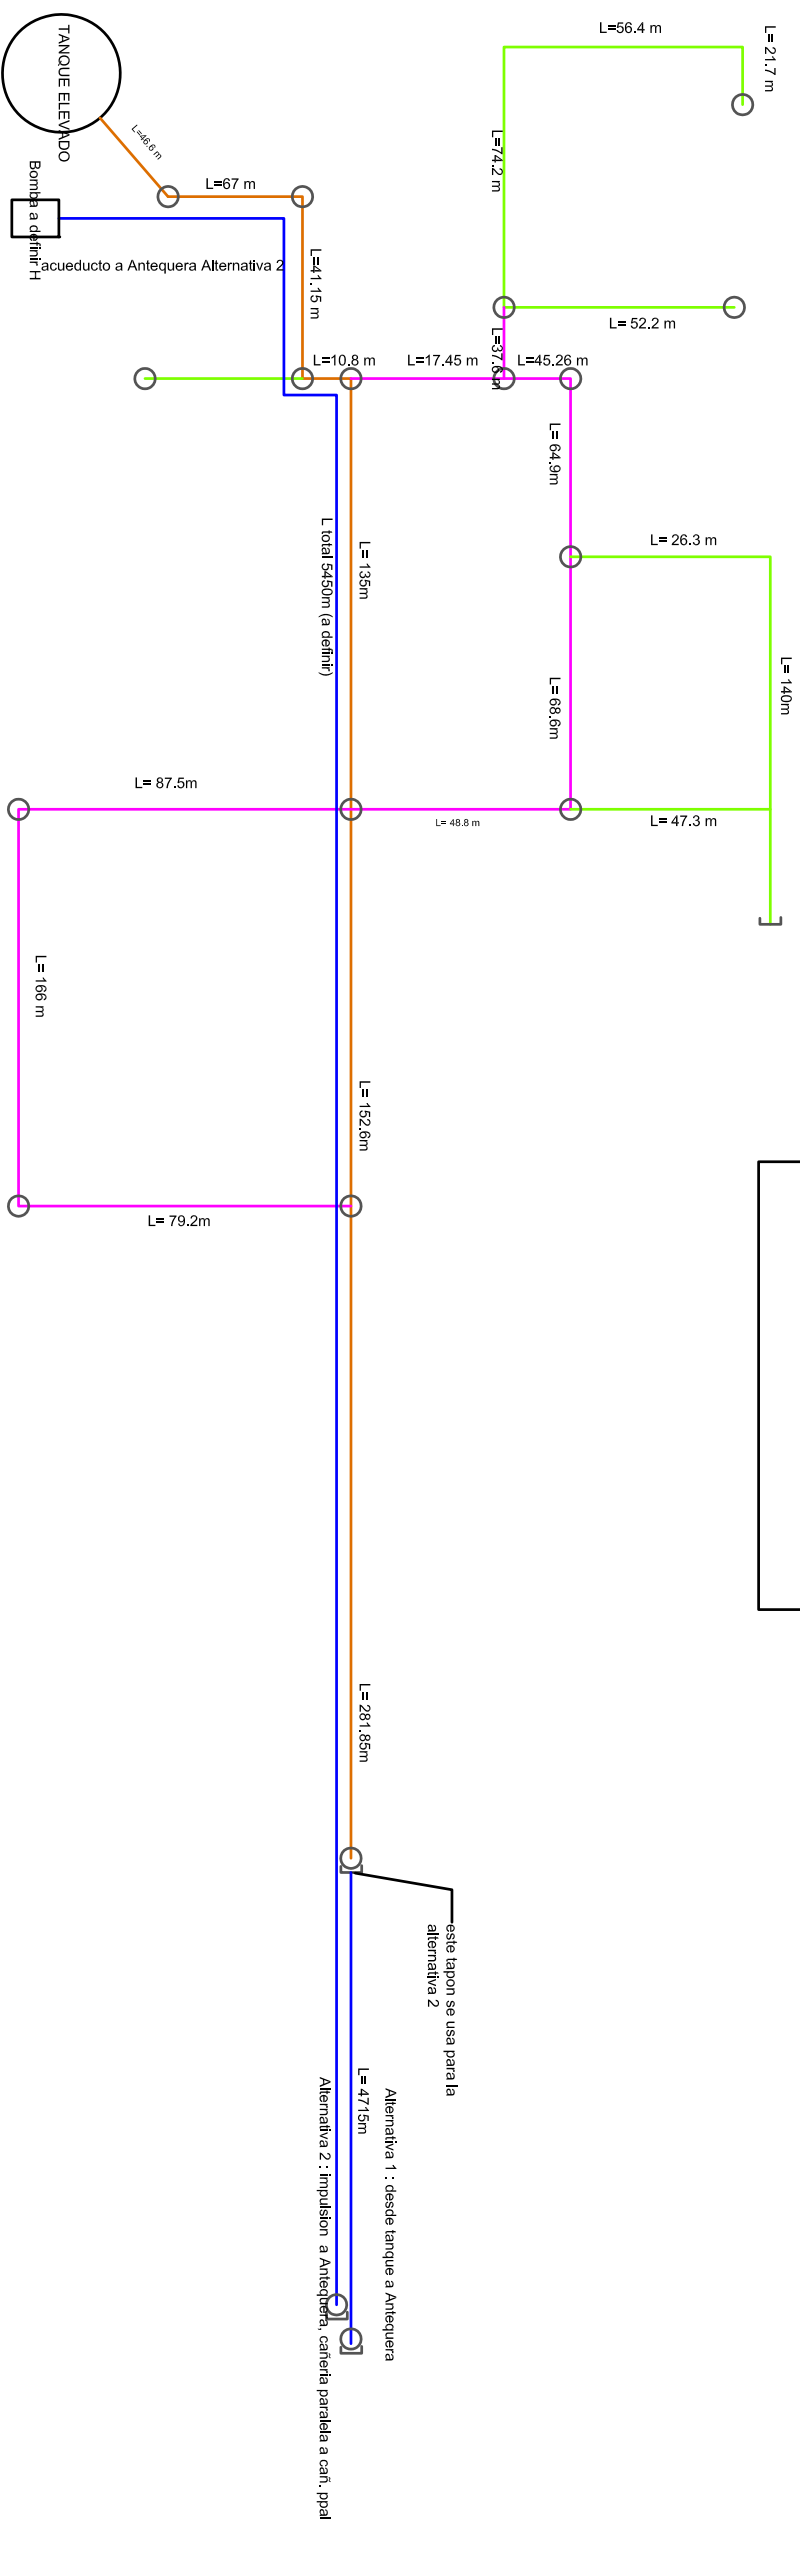 L=56.4 m
L= 21.7 m
TANQUE ELEVADO
L=46.6 m
L=74.2 m
L=67 m
Bomba a definir H
acueducto a Antequera Alternativa 2
L=41.15 m
L= 52.2 m
L=37.6 m
L=10.8 m
L=17.45 m
L=45.26 m
L= 64.9m
L total 5450m (a definir)
L= 135m
L= 26.3 m
L= 140m
L= 68.6m
L= 87.5m
L= 48.8 m
L= 47.3 m
L= 166 m
L= 152.6m
L= 79.2m
L= 281.85m
este tapon se usa para la
alternativa 2
L= 4715m
Alternativa 1 : desde tanque a Antequera
Alternativa 2 : impulsion a Antequera, cañeria paralela a cañ. ppal